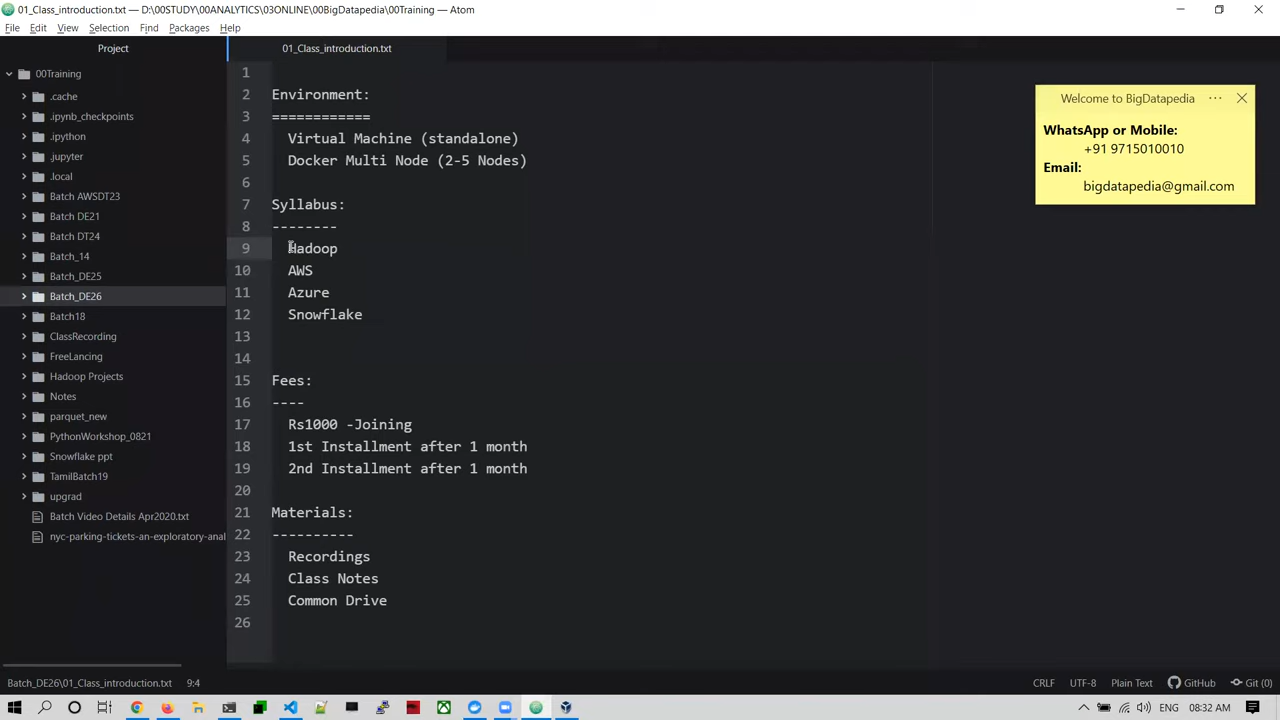 01_Class_introduction.txt — D:\00STUDY\00ANALYTICS\03ONLINE\00BigDatapedia\00Training — Atom
File Edit View Selection Find Packages Help
Project
00Training
.cache
.ipynb_checkpoints
.ipython
.jupyter
.local
Batch AWSDT23
Batch DE21
Batch DT24
Batch_14
Batch_DE25
Batch_DE26
Batch18
ClassRecording
FreeLancing
Hadoop Projects
Notes
parquet_new
PythonWorkshop_0821
Snowflake ppt
TamilBatch19
upgrad
Batch Video Details Apr2020.txt
nyc-parking-tickets-an-exploratory-anal
01_Class_introduction.txt
1
2 Environment:
3 ============
4 Virtual Machine (standalone)
5 Docker Multi Node (2-5 Nodes)
6
7 Syllabus:
8 --------
9 Hadoop
10 AWS
11 Azure
12 Snowflake
13
14
15 Fees:
16 ----
17 Rs1000 -Joining
18 1st Installment after 1 month
19 2nd Installment after 1 month
20
21 Materials:
22 ----------
23 Recordings
24 Class Notes
25 Common Drive
26
Welcome to BigDatapedia ···
WhatsApp or Mobile:
+91 9715010010
Email:
bigdatapedia@gmail.com
Batch_DE26\01_Class_introduction.txt 9:4
CRLF UTF-8 Plain Text GitHub Git (0)
08:32 AM